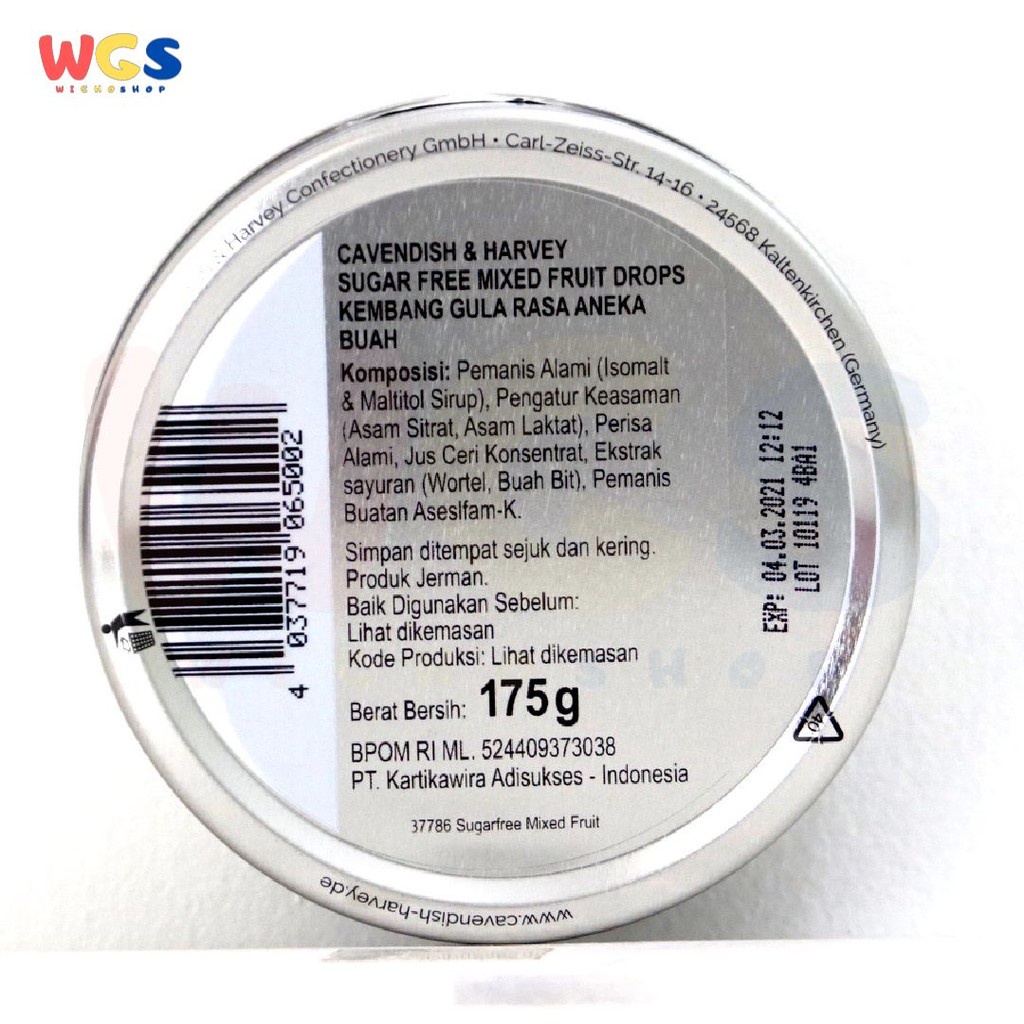 WGS
WICKOSHOP
Harvey Confectionery GmbH • Carl-Zeiss-Str. 14-16 • 24568 Kaltenkirchen (Germany)
CAVENDISH & HARVEY
SUGAR FREE MIXED FRUIT DROPS
KEMBANG GULA RASA ANEKA
BUAH
Komposisi: Pemanis Alami (Isomalt
& Maltitol Sirup), Pengatur Keasaman
(Asam Sitrat, Asam Laktat), Perisa
Alami, Jus Ceri Konsentrat, Ekstrak
sayuran (Wortel, Buah Bit), Pemanis
Buatan Aseslfam-K.
Simpan ditempat sejuk dan kering.
Produk Jerman.
Baik Digunakan Sebelum:
Lihat dikemasan
Kode Produksi: Lihat dikemasan
Berat Bersih: 175g
BPOM RI ML. 524409373038
PT. Kartikawira Adisukses - Indonesia
37786 Sugarfree Mixed Fruit
4 037719 065002
EXP: 04.03.2021 12:12
LOT 10119 4BA1
40
www.cavendish-harvey.de